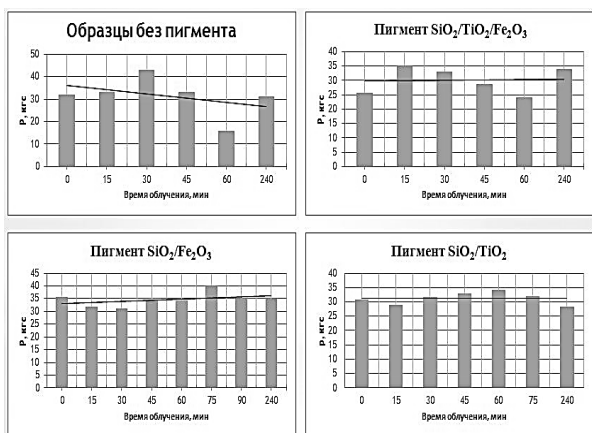 Образцы без пигмента
50
40
30
20
10
0
Р, кгс
0 15 30 45 60 240
Время облучения, мин
Пигмент SiO₂/TiO₂/Fe₂O₃
40
35
30
25
20
15
10
5
0
Р, кгс
0 15 30 45 60 240
Время облучения, мин
Пигмент SiO₂/Fe₂O₃
45
40
35
30
25
20
15
10
5
0
Р, кгс
0 15 30 45 60 75 90 240
Время облучения, мин
Пигмент SiO₂/TiO₂
40
35
30
25
20
15
10
5
0
Р, кгс
0 15 30 45 60 75 240
Время облучения, мин